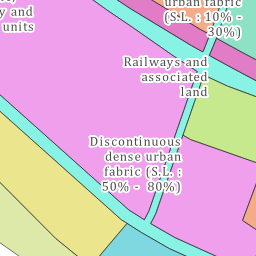 urban fabric
(S.L. : 10% -
30%)
y and
units
Railways and
associated
land
Discontinuous
dense urban
fabric (S.L. :
50% - 80%)